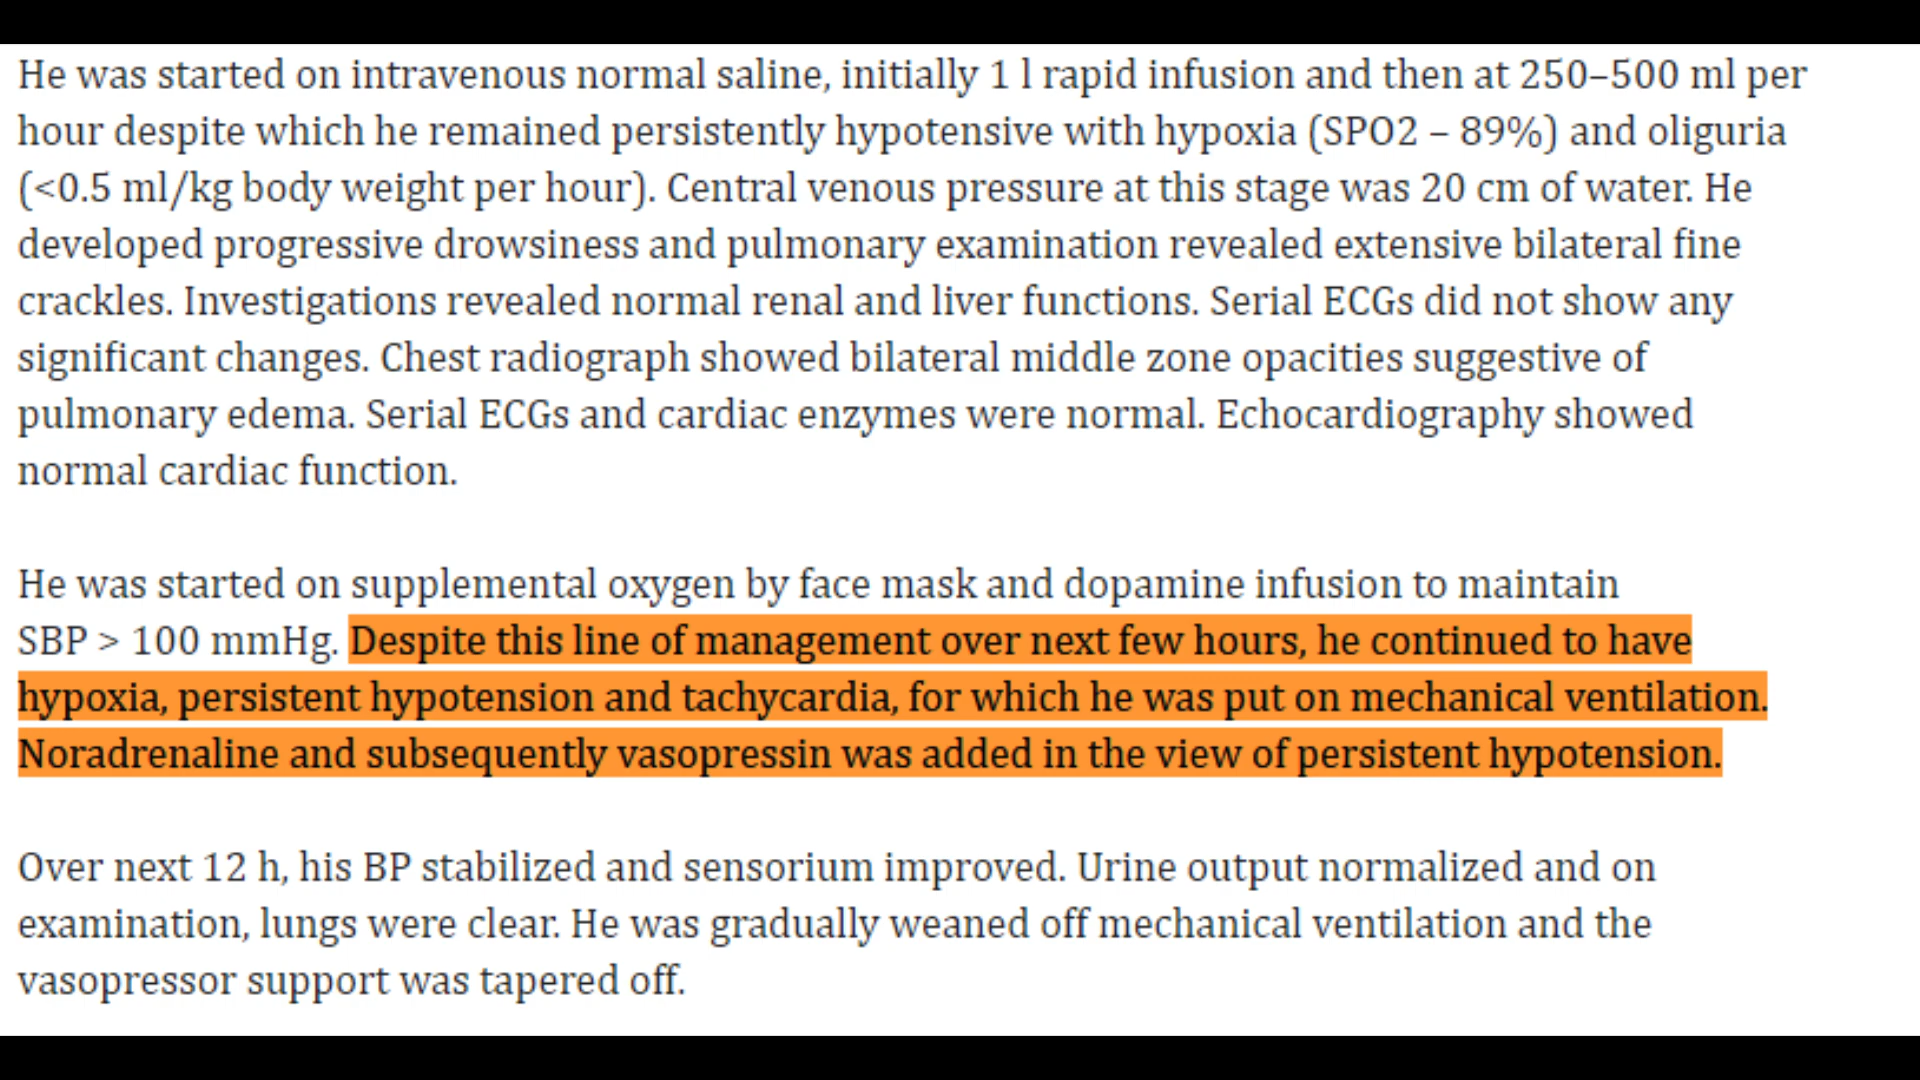 He was started on intravenous normal saline, initially 1 l rapid infusion and then at 250–500 ml per
hour despite which he remained persistently hypotensive with hypoxia (SPO2 – 89%) and oliguria
(<0.5 ml/kg body weight per hour). Central venous pressure at this stage was 20 cm of water. He
developed progressive drowsiness and pulmonary examination revealed extensive bilateral fine
crackles. Investigations revealed normal renal and liver functions. Serial ECGs did not show any
significant changes. Chest radiograph showed bilateral middle zone opacities suggestive of
pulmonary edema. Serial ECGs and cardiac enzymes were normal. Echocardiography showed
normal cardiac function.
He was started on supplemental oxygen by face mask and dopamine infusion to maintain
SBP > 100 mmHg. Despite this line of management over next few hours, he continued to have
hypoxia, persistent hypotension and tachycardia, for which he was put on mechanical ventilation.
Noradrenaline and subsequently vasopressin was added in the view of persistent hypotension.
Over next 12 h, his BP stabilized and sensorium improved. Urine output normalized and on
examination, lungs were clear. He was gradually weaned off mechanical ventilation and the
vasopressor support was tapered off.